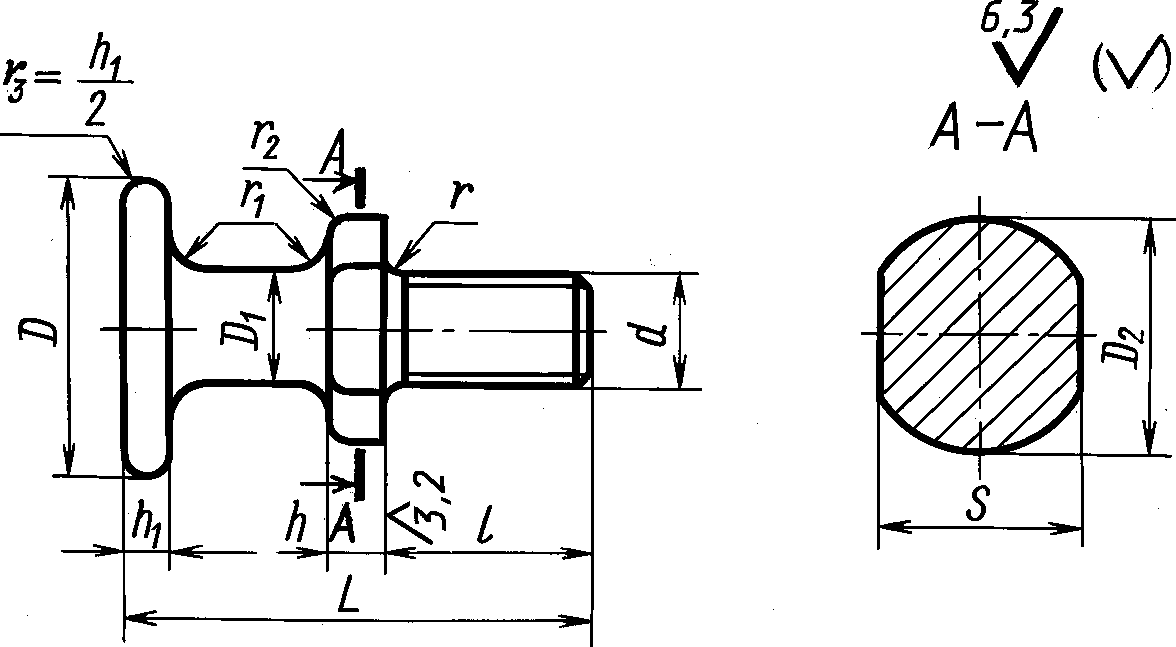 6,3 (√)
r₃ = h₁/2
A–A
r₂
A
r₁
r
D
D₁
d
D₂
h₁
h
A
3,2
l
S
L